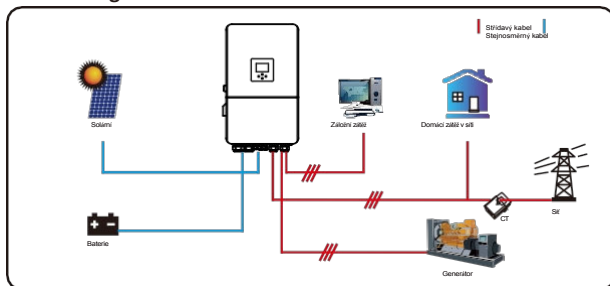 Střídavý kabel
Stejnosměrný kabel
Solární
Záložní zátěž
Domácí zátěž v síti
CT
Síť
Baterie
Generátor